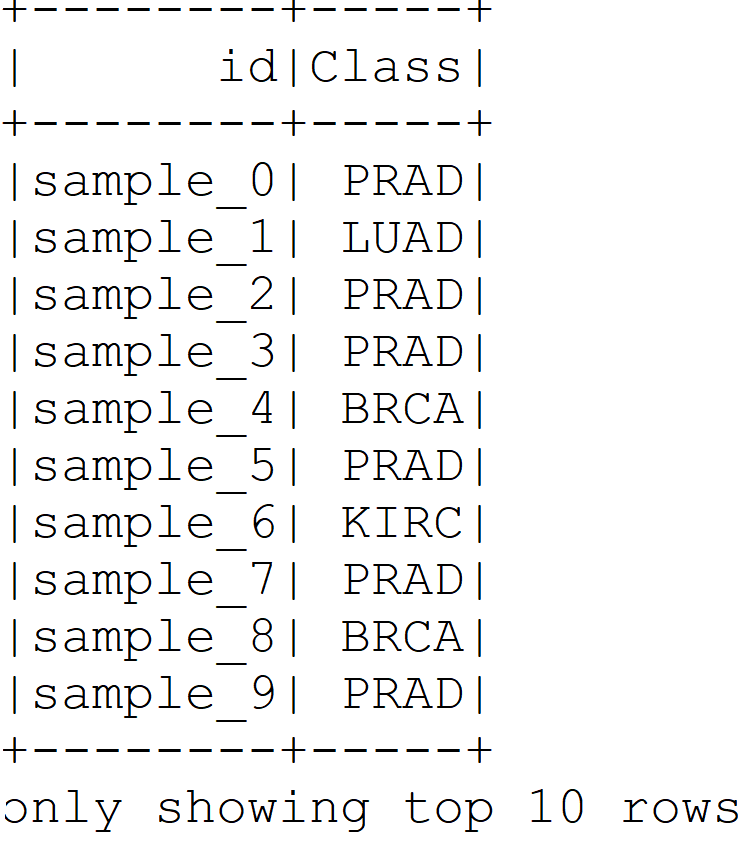 +--------+-----+
|      id|Class|
+--------+-----+
|sample_0| PRAD|
|sample_1| LUAD|
|sample_2| PRAD|
|sample_3| PRAD|
|sample_4| BRCA|
|sample_5| PRAD|
|sample_6| KIRC|
|sample_7| PRAD|
|sample_8| BRCA|
|sample_9| PRAD|
+--------+-----+
only showing top 10 rows